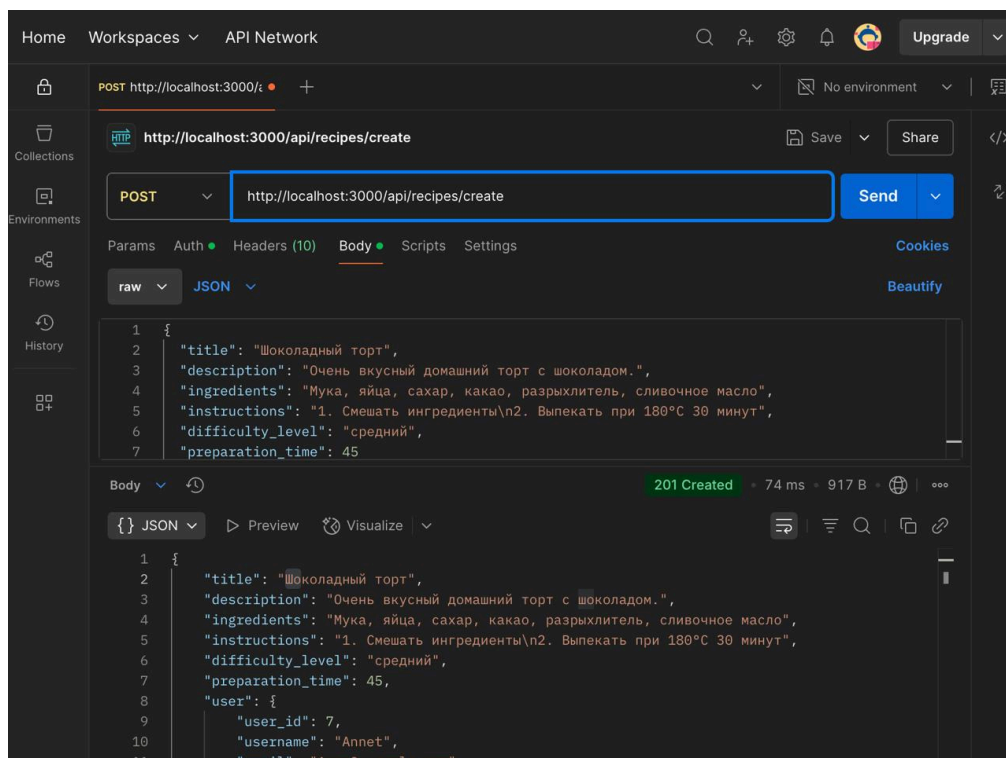 Home Workspaces API Network Upgrade
POST http://localhost:3000/ No environment
HTTP http://localhost:3000/api/recipes/create Save Share
POST http://localhost:3000/api/recipes/create Send
Params Auth Headers (10) Body Scripts Settings Cookies
raw JSON Beautify
1 {
2 "title": "Шоколадный торт",
3 "description": "Очень вкусный домашний торт с шоколадом.",
4 "ingredients": "Мука, яйца, сахар, какао, разрыхлитель, сливочное масло",
5 "instructions": "1. Смешать ингредиенты\n2. Выпекать при 180°C 30 минут",
6 "difficulty_level": "средний",
7 "preparation_time": 45
Collections
Environments
Flows
History
Body 201 Created 74 ms 917 B
{} JSON Preview Visualize
1 {
2 "title": "Шоколадный торт",
3 "description": "Очень вкусный домашний торт с шоколадом.",
4 "ingredients": "Мука, яйца, сахар, какао, разрыхлитель, сливочное масло",
5 "instructions": "1. Смешать ингредиенты\n2. Выпекать при 180°C 30 минут",
6 "difficulty_level": "средний",
7 "preparation_time": 45,
8 "user": {
9 "user_id": 7,
10 "username": "Annet",